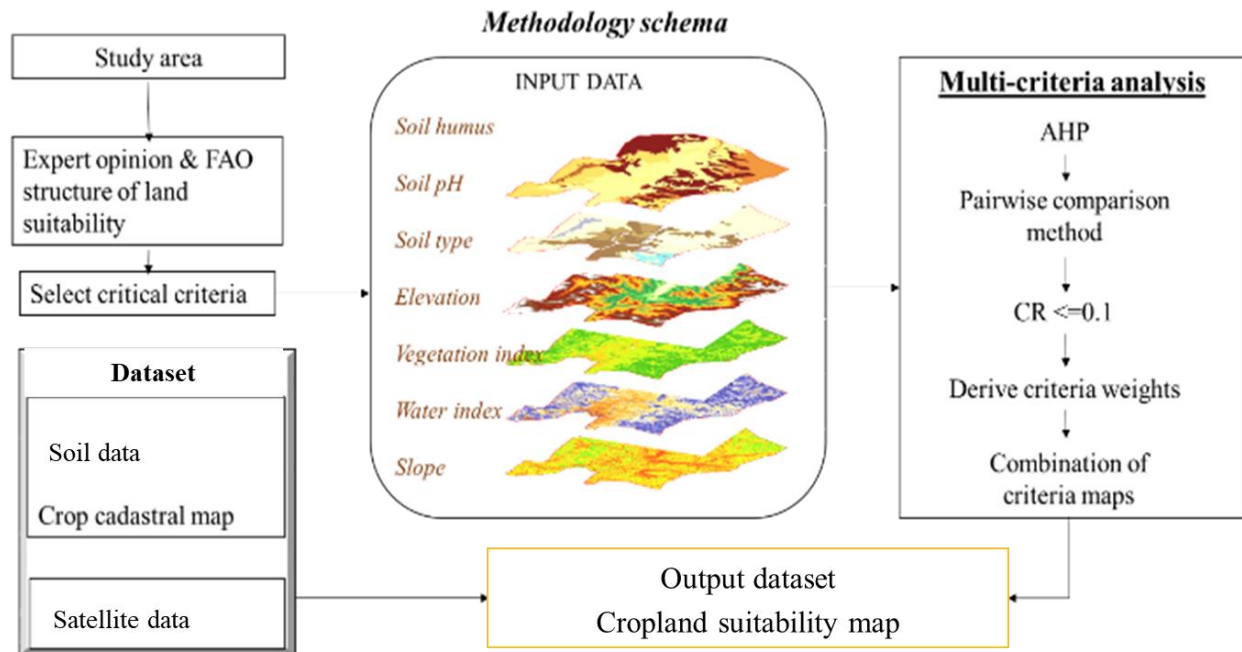 Methodology schema
Study area
Expert opinion & FAO
structure of land
suitability
Select critical criteria
Dataset
Soil data
Crop cadastral map
Satellite data
INPUT DATA
Soil humus
Soil pH
Soil type
Elevation
Vegetation index
Water index
Slope
Multi-criteria analysis
AHP
Pairwise comparison
method
CR <=0.1
Derive criteria weights
Combination of
criteria maps
Output dataset
Cropland suitability map